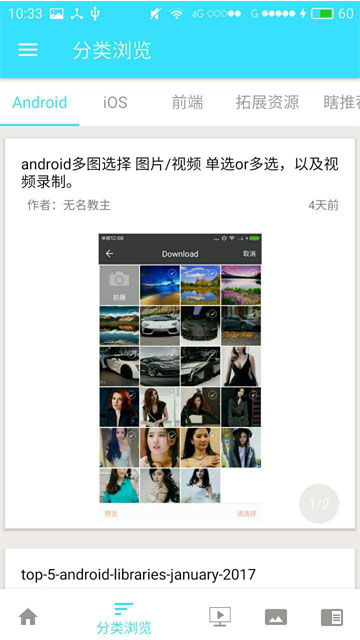 10:33
4G
G
60
分类浏览
Android
iOS
前端
拓展资源
瞎推荐
android多图选择 图片/视频 单选or多选，以及视
频录制。
作者：无名教主
4天前
半夜12:08
Download
取消
拍摄
预览
请选择
1/2
top-5-android-libraries-january-2017
分类浏览